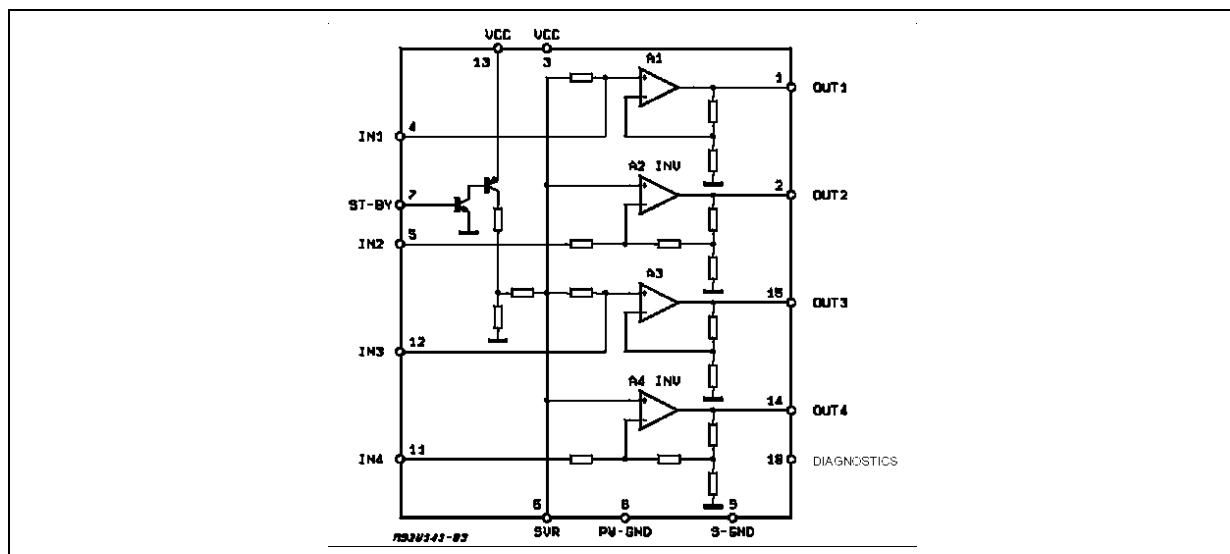 VCC VCC
13 3
A1
1 OUT1
IN1 4
A2 INV
7
ST-BY
2 OUT2
5
IN2
A3
15 OUT3
12
IN3
A4 INV
14 OUT4
11
IN4
DIAGNOSTICS
6 8 9
SVR PW-GND S-GND